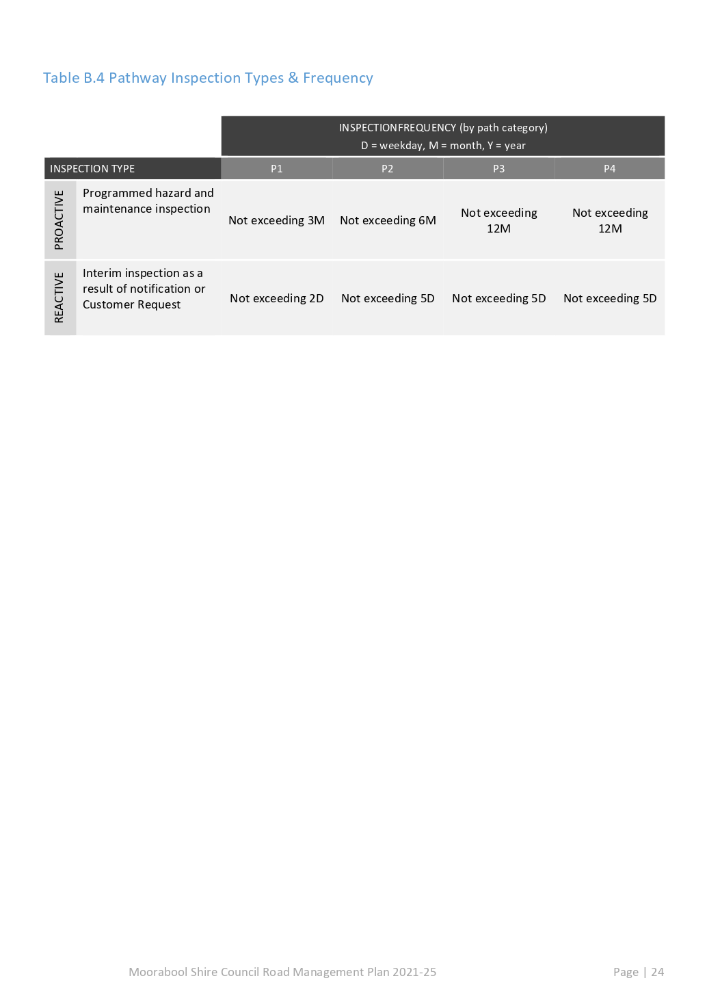 Table B.4 Pathway Inspection Types & Frequency
INSPECTIONFREQUENCY (by path category)
D = weekday, M = month, Y = year
INSPECTION TYPE P1 P2 P3 P4
PROACTIVE
Programmed hazard and
maintenance inspection
Not exceeding 3M
Not exceeding 6M
Not exceeding
12M
Not exceeding
12M
REACTIVE
Interim inspection as a
result of notification or
Customer Request
Not exceeding 2D
Not exceeding 5D
Not exceeding 5D
Not exceeding 5D
Moorabool Shire Council Road Management Plan 2021-25 Page | 24